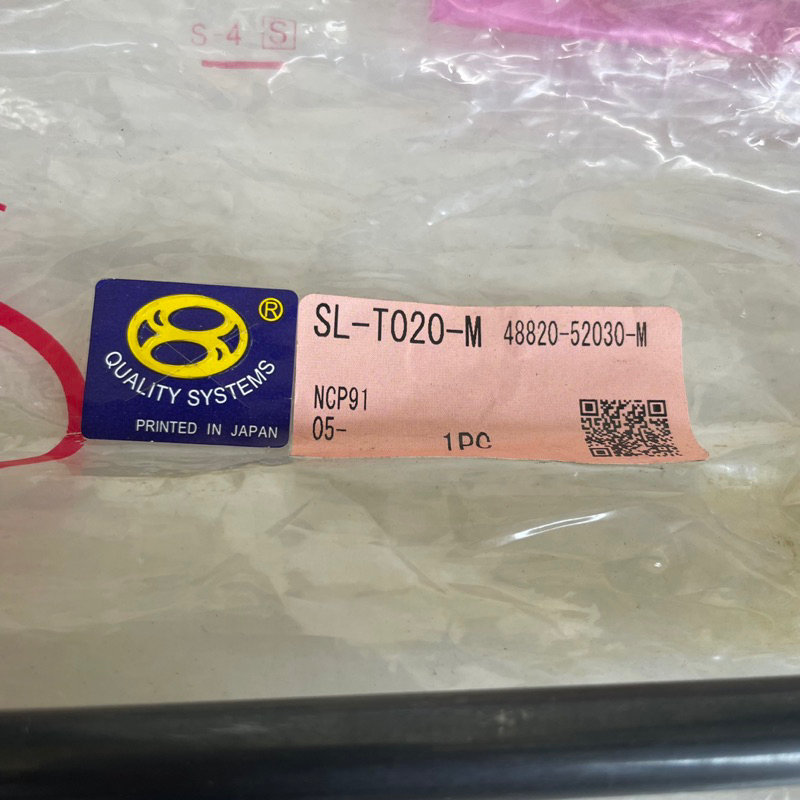 S-4 S
®
QUALITY SYSTEMS
PRINTED IN JAPAN
SL-T020-M 48820-52030-M
NCP91
05-
1PC